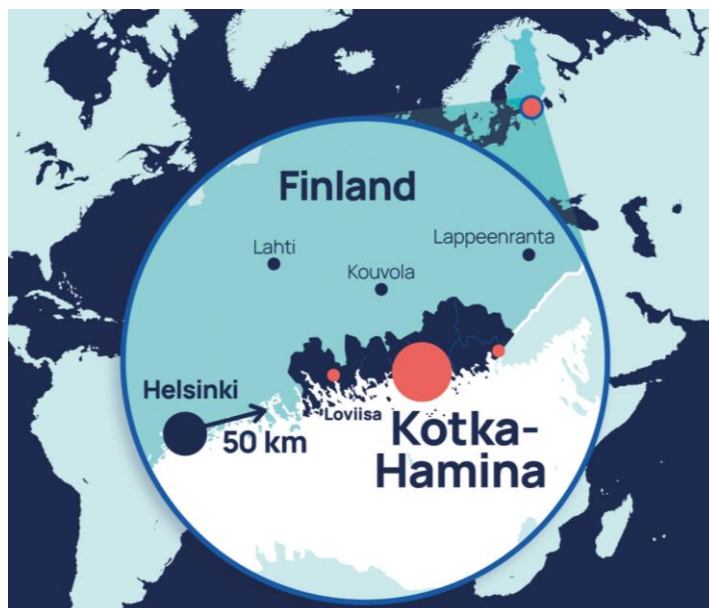 Finland
Lahti
Lappeenranta
Kouvola
Helsinki
50 km
Loviisa
Kotka-
Hamina